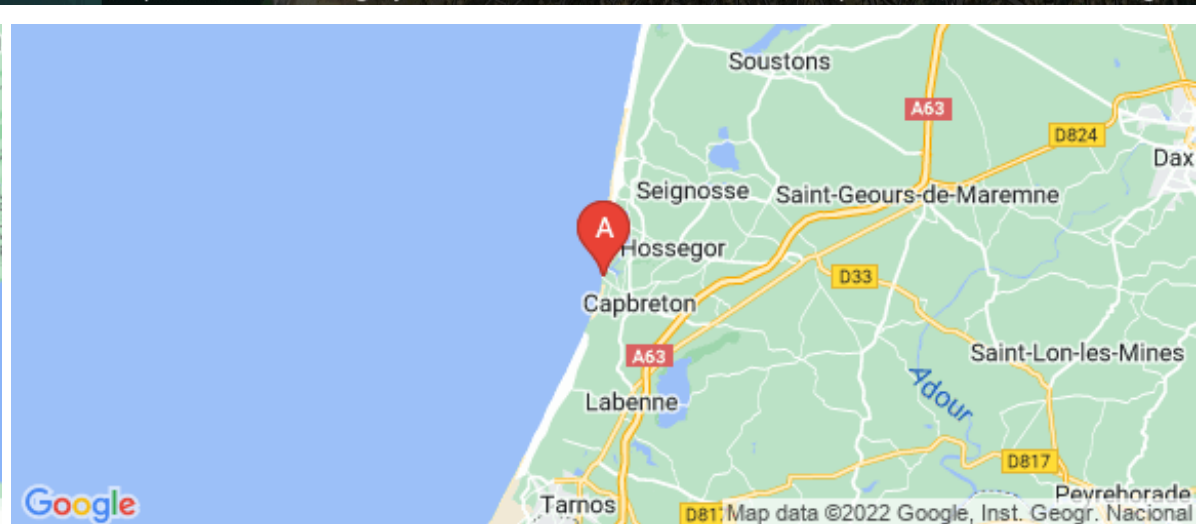 Soustons
A63
D824
Dax
Seignosse
Saint-Geours-de-Maremne
A
Hossegor
D33
Capbreton
A63
Saint-Lon-les-Mines
Adour
Labenne
D817
Peyrehorade
Google
Tarnos
D817
Map data ©2022 Google, Inst. Geogr. Nacional